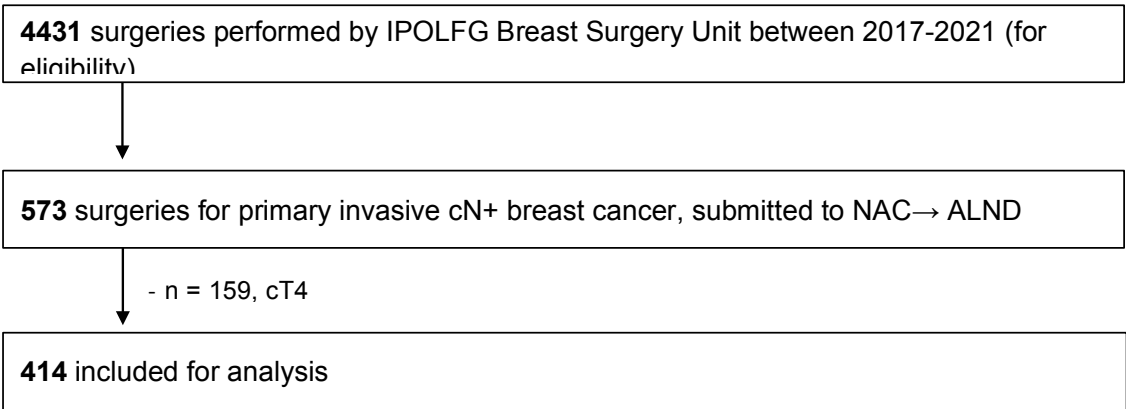 4431 surgeries performed by IPOLFG Breast Surgery Unit between 2017-2021 (for
eligibility)
573 surgeries for primary invasive cN+ breast cancer, submitted to NAC→ ALND
- n = 159, cT4
414 included for analysis